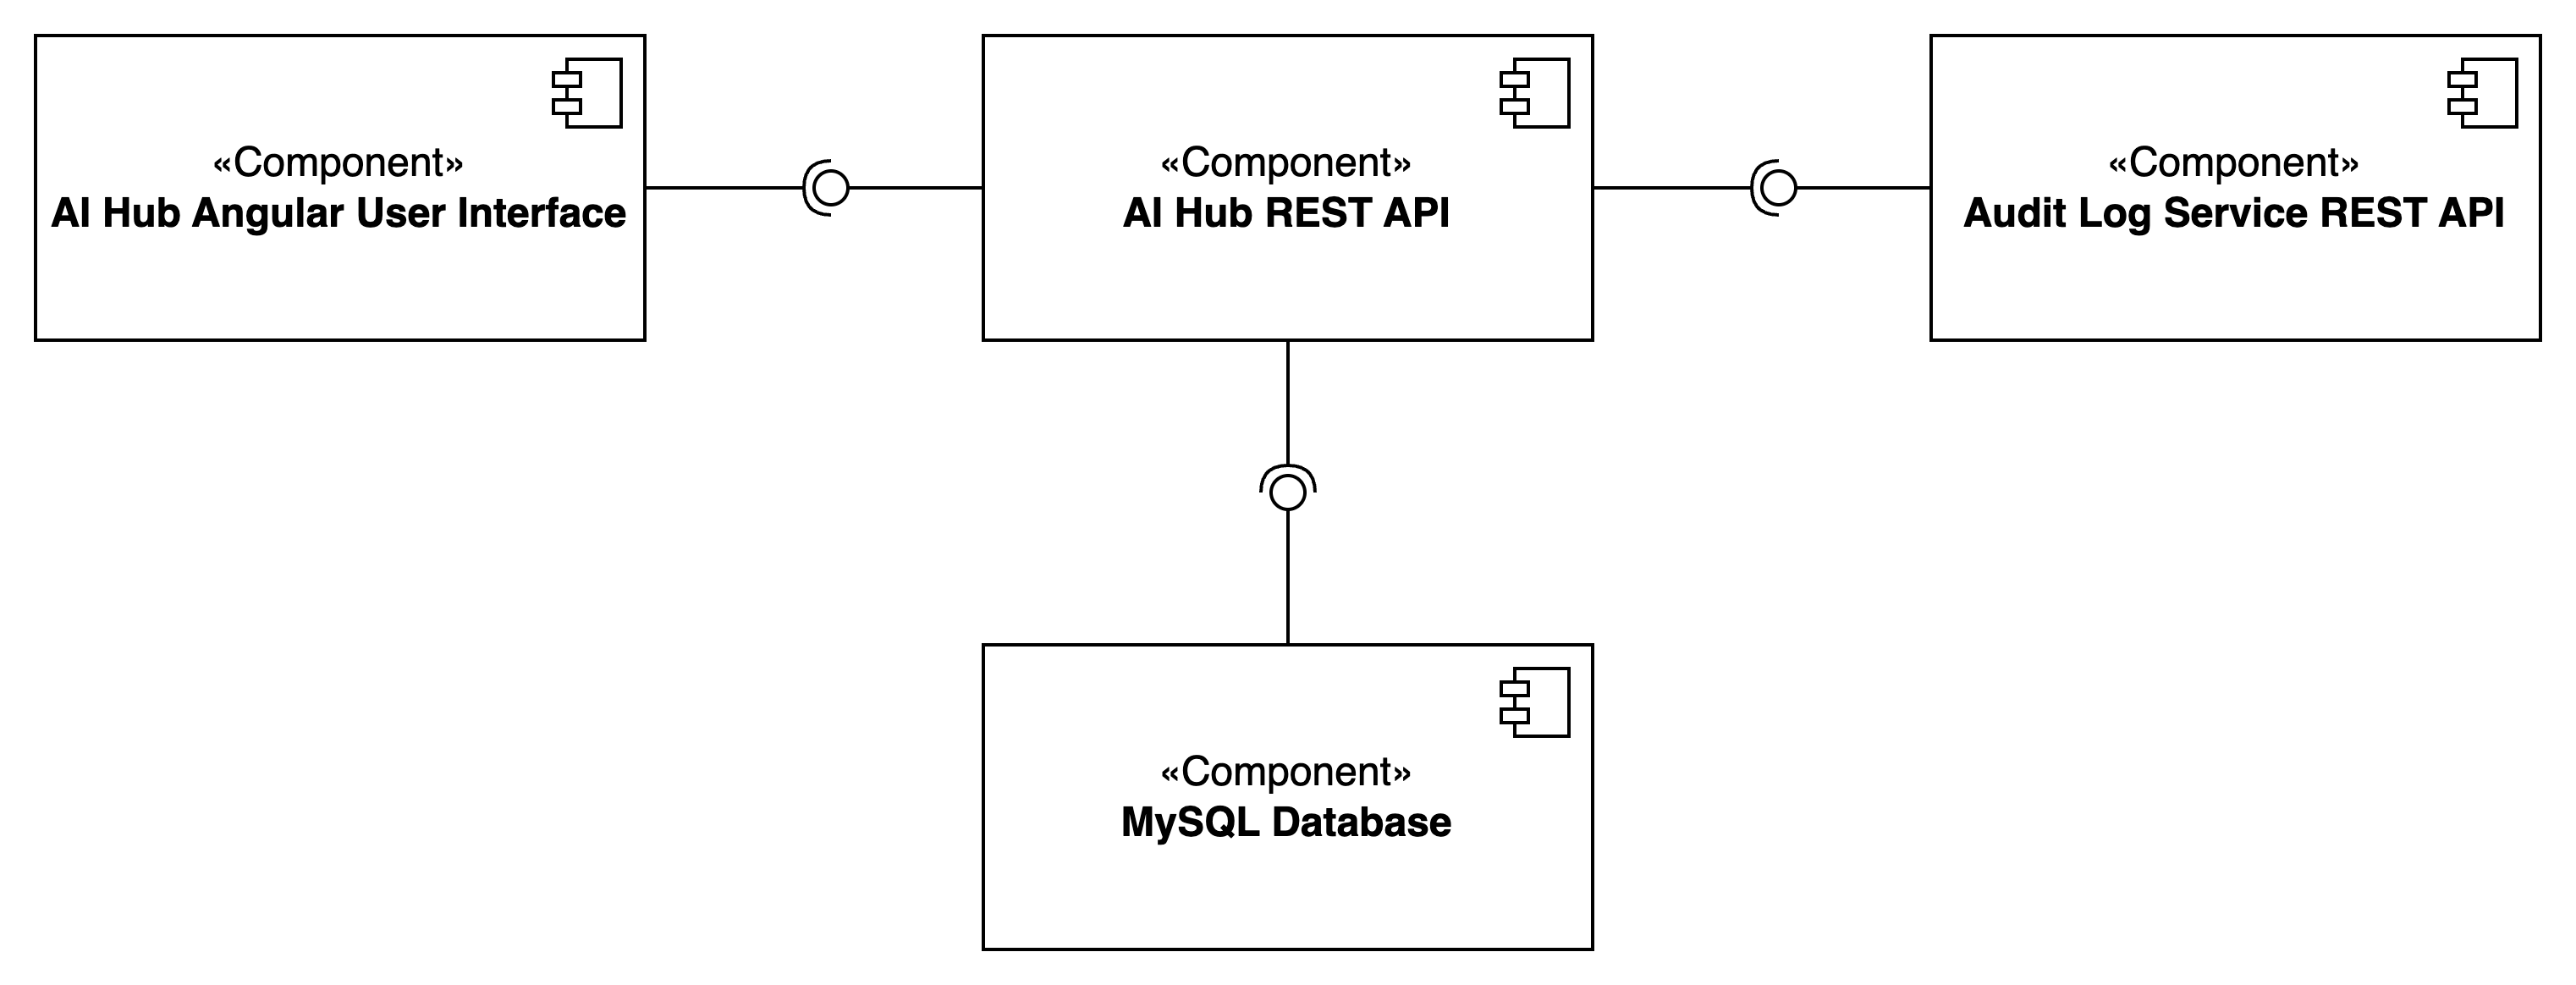 «Component»
AI Hub Angular User Interface
«Component»
AI Hub REST API
«Component»
Audit Log Service REST API
«Component»
MySQL Database